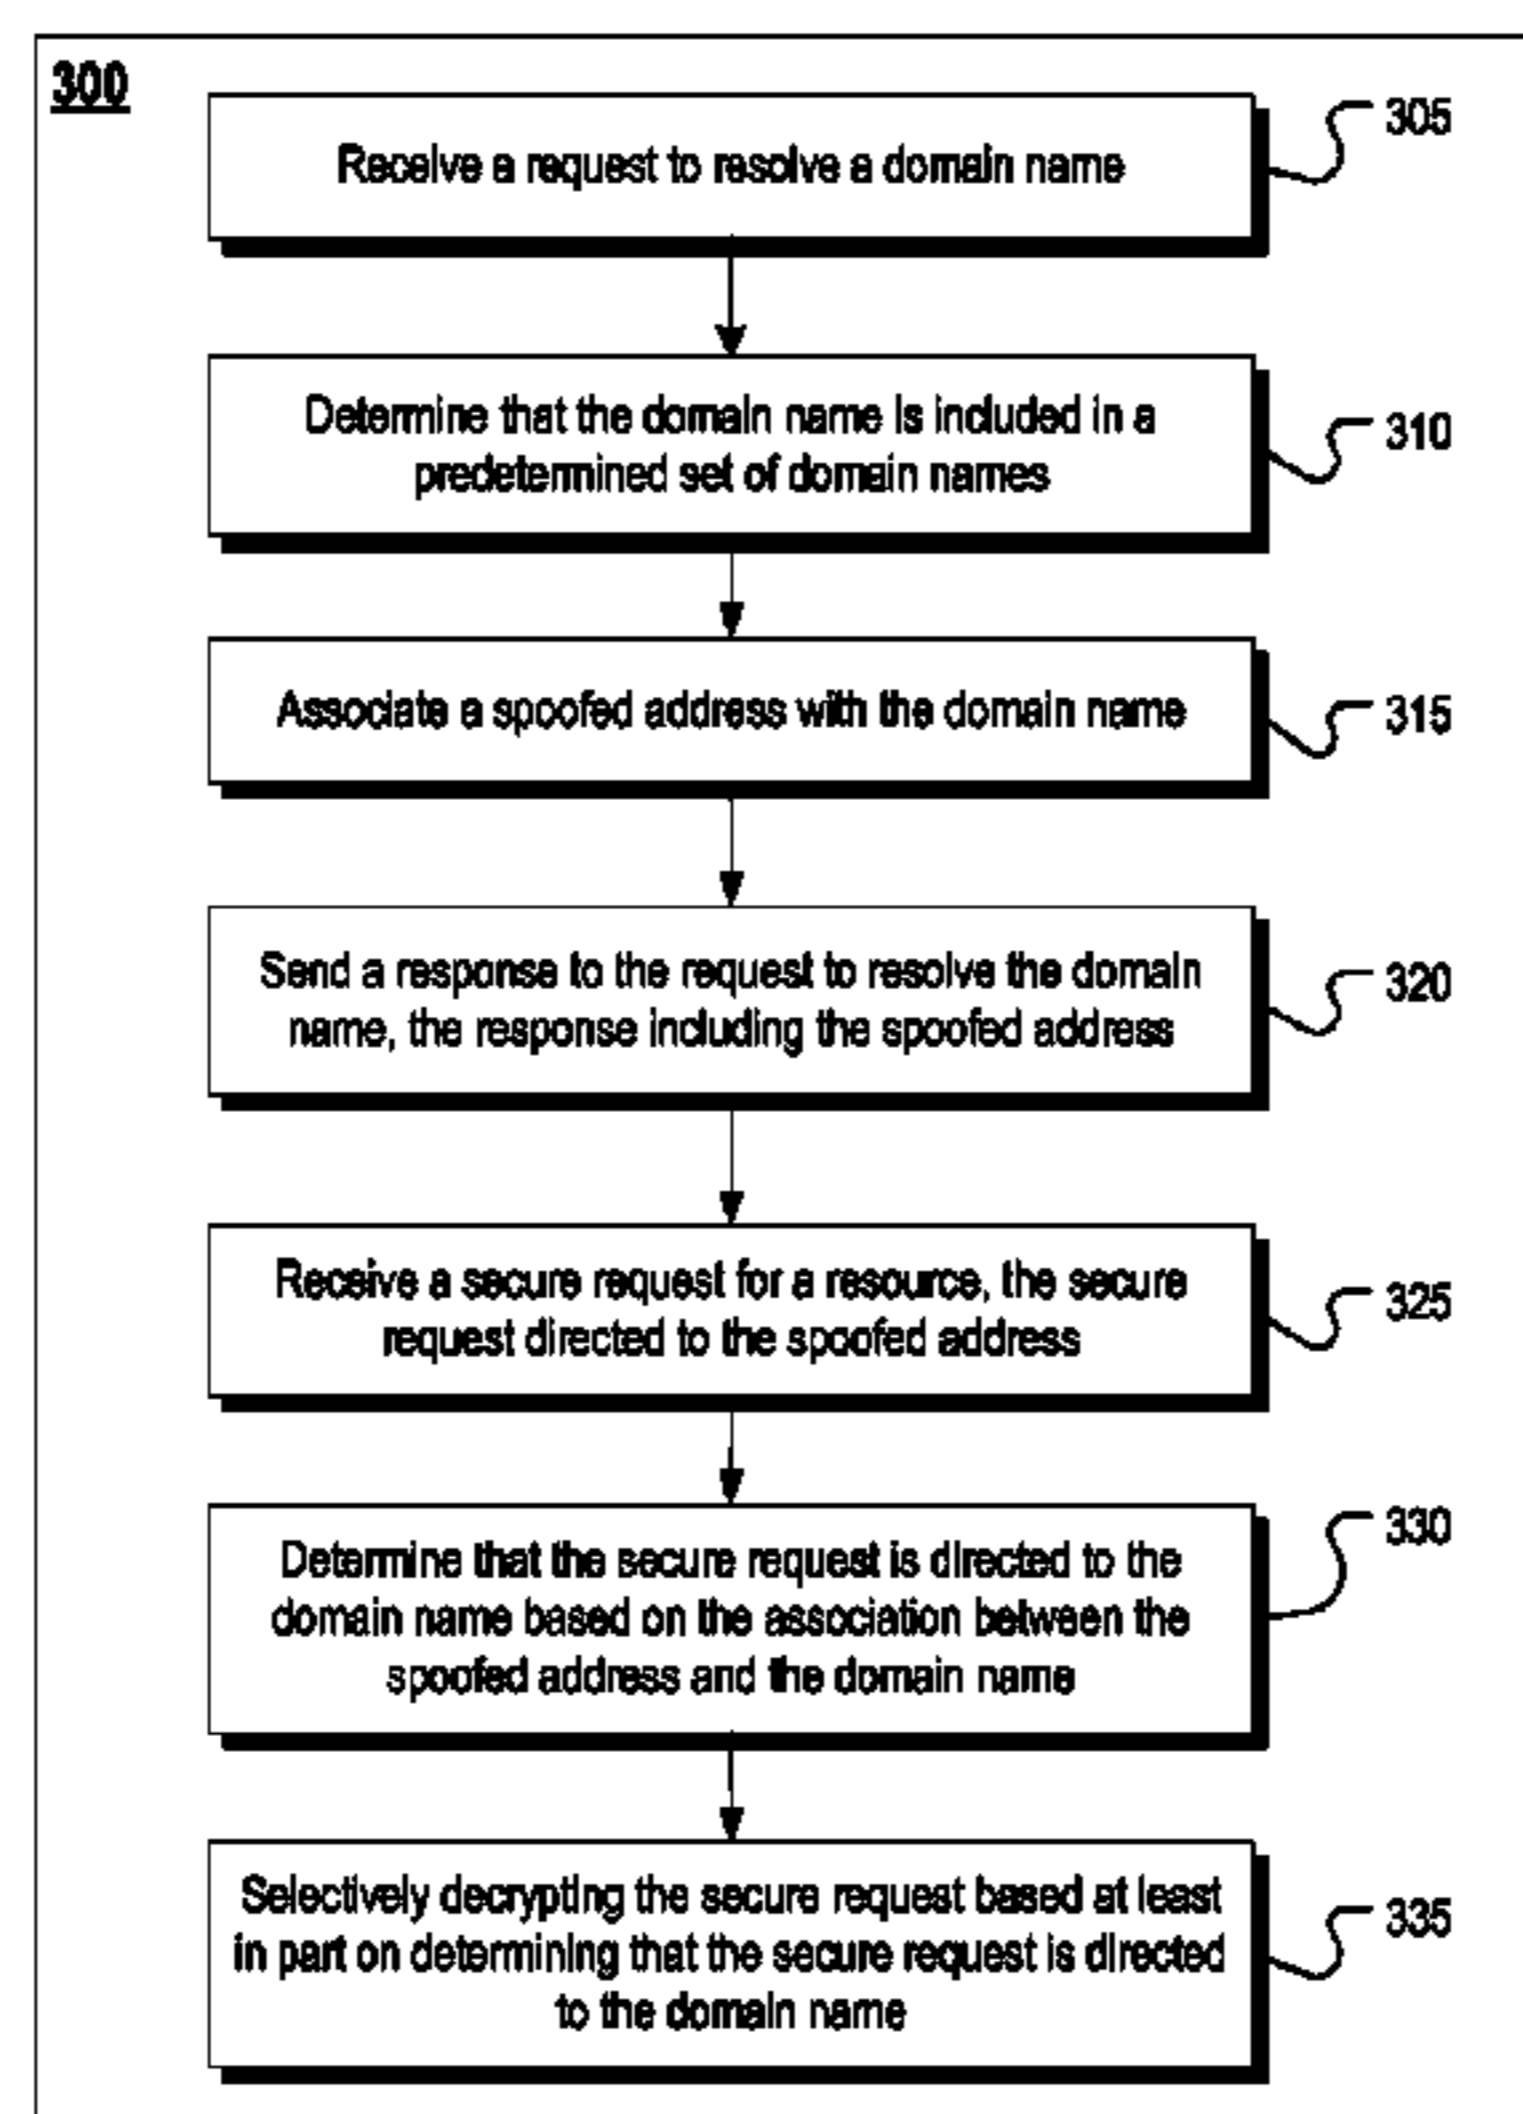 300
Receive a request to resolve a domain name
305
Determine that the domain name is included in a
predetermined set of domain names
310
Associate a spoofed address with the domain name
315
Send a response to the request to resolve the domain
name, the response including the spoofed address
320
Receive a secure request for a resource, the secure
request directed to the spoofed address
325
Determine that the secure request is directed to the
domain name based on the association between the
spoofed address and the domain name
330
Selectively decrypting the secure request based at least
in part on determining that the secure request is directed
to the domain name
335